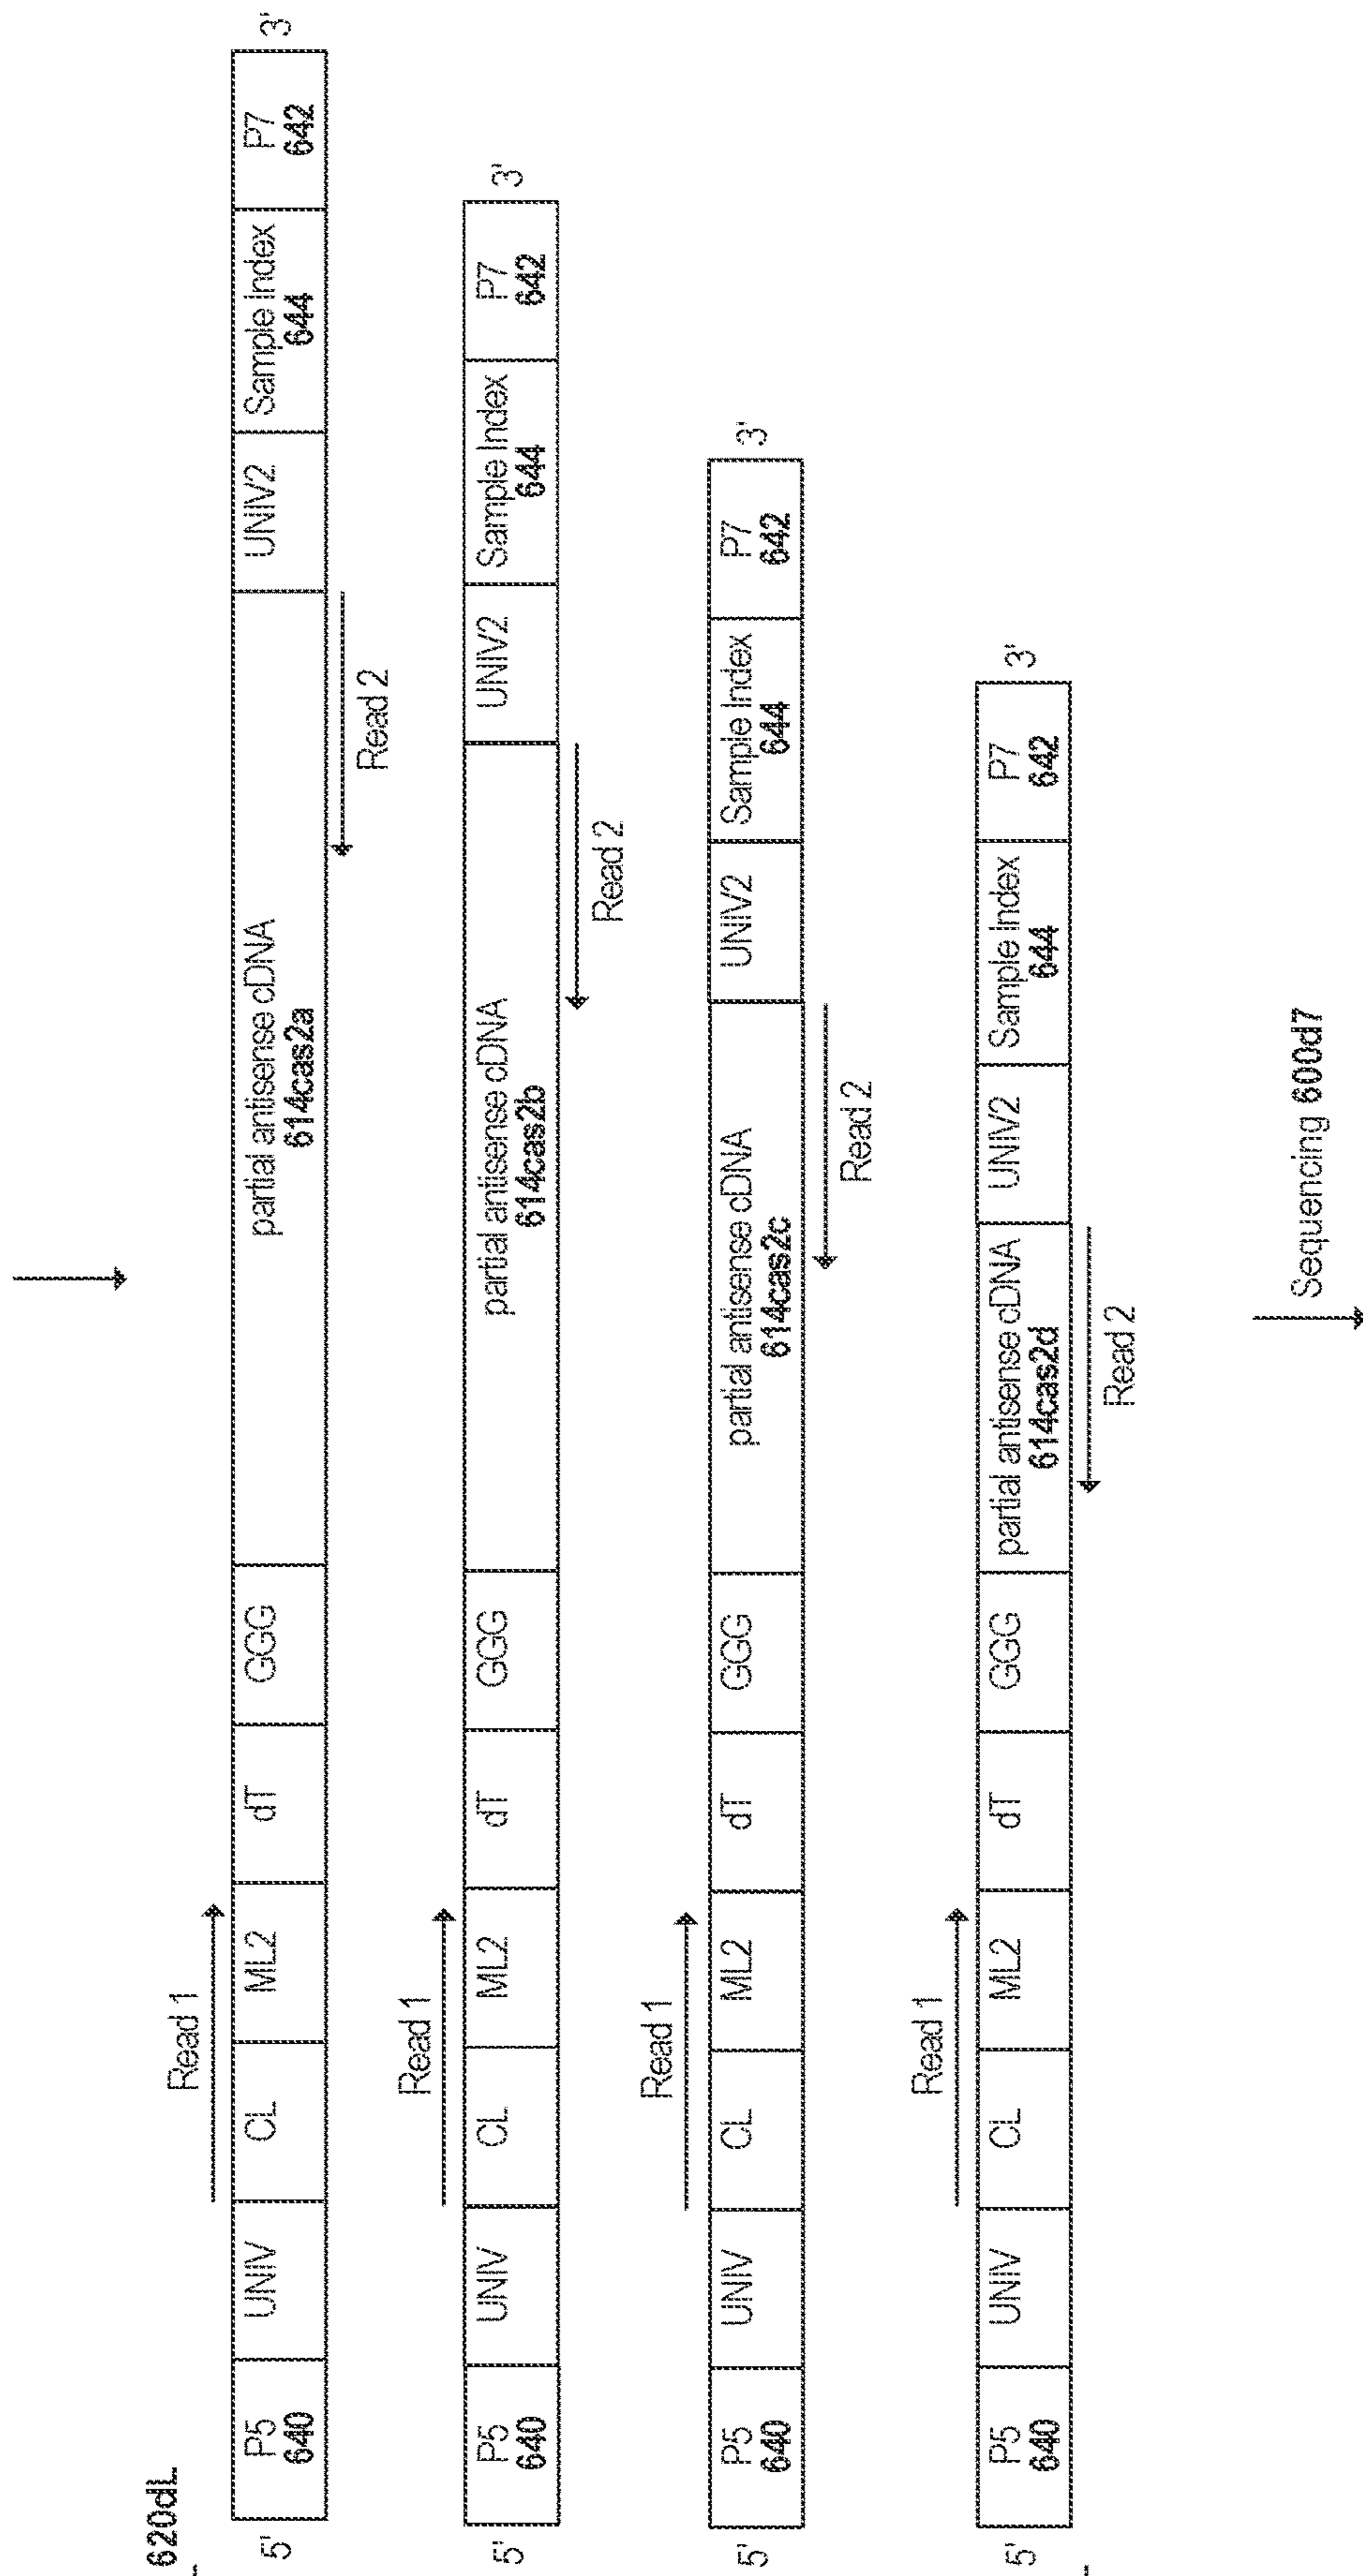 620dL
Read 1
5'
P5
640
UNIV
CL
ML2
dT
GGG
partial antisense cDNA
614cas2a
UNIV2
Sample Index
644
P7
642
3'
Read 2
Read 1
5'
P5
640
UNIV
CL
ML2
dT
GGG
partial antisense cDNA
614cas2b
UNIV2
Sample Index
644
P7
642
3'
Read 2
Read 1
5'
P5
640
UNIV
CL
ML2
dT
GGG
partial antisense cDNA
614cas2c
UNIV2
Sample Index
644
P7
642
3'
Read 2
Read 1
5'
P5
640
UNIV
CL
ML2
dT
GGG
partial antisense cDNA
614cas2d
UNIV2
Sample Index
644
P7
642
3'
Read 2
Sequencing 600d7